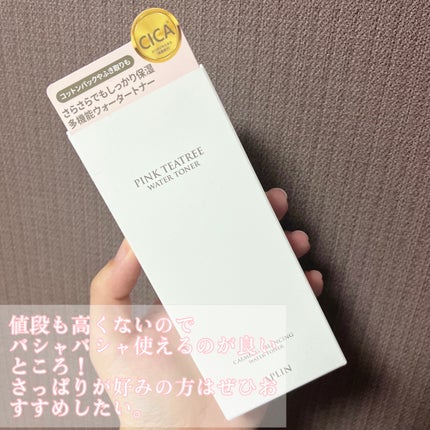 CICA
コットンパックやふき取りも
さらさらでもしっかり保湿
多機能ウォータートナー
PINK TEATREE
WATER TONER
値段も高くないので
バシャバシャ使えるのが良い
ところ！
さっぱりが好みの方はぜひお
すすめしたい。
WATER TONER
APLIN